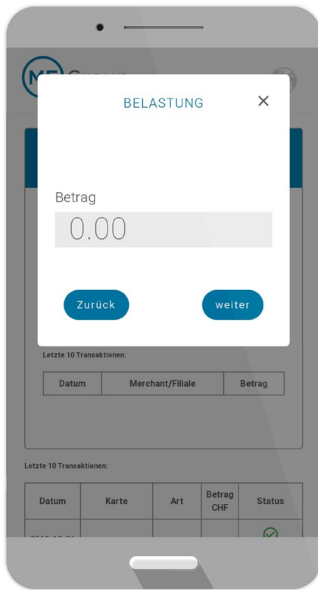 BELASTUNG
×
Betrag
0.00
Zurück
weiter
Letzte 10 Transaktionen:
Datum Merchant/Filiale Betrag
Letzte 10 Transaktionen:
Datum Karte Art Betrag CHF Status